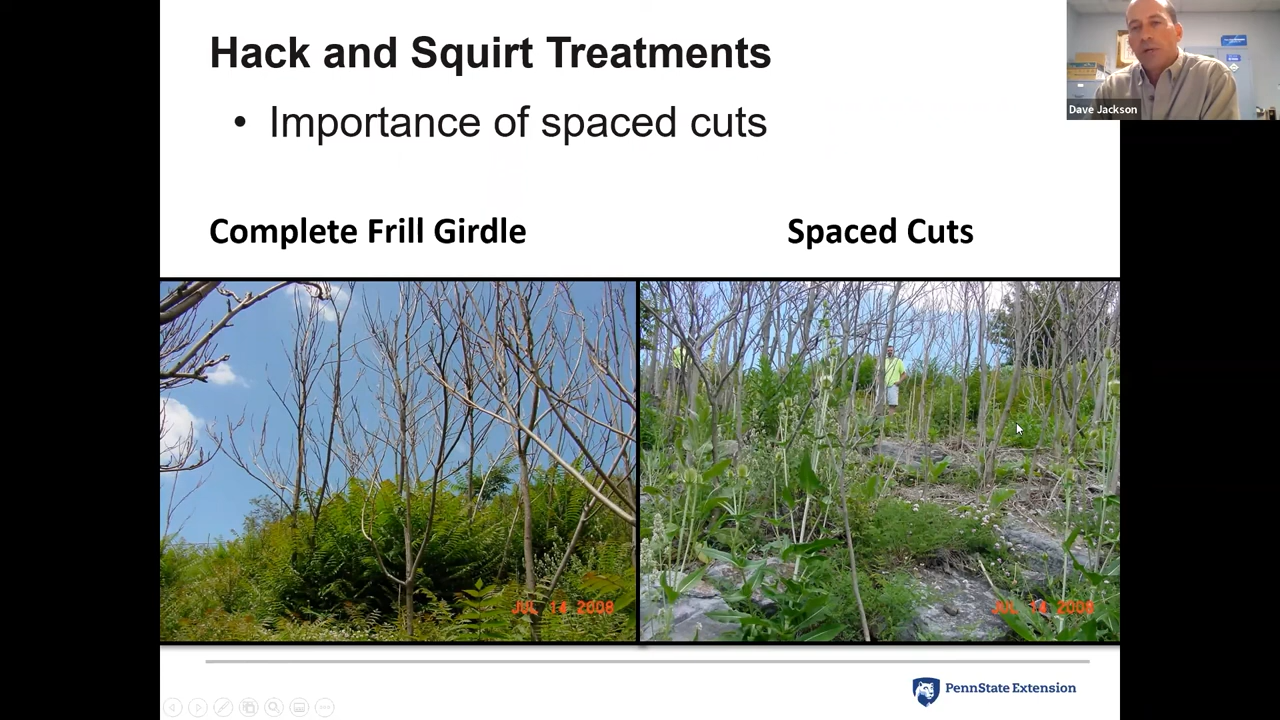 Hack and Squirt Treatments
• Importance of spaced cuts
Dave Jackson
Complete Frill Girdle
Spaced Cuts
JUL 14 2008
JUL 14 2008
PennState Extension